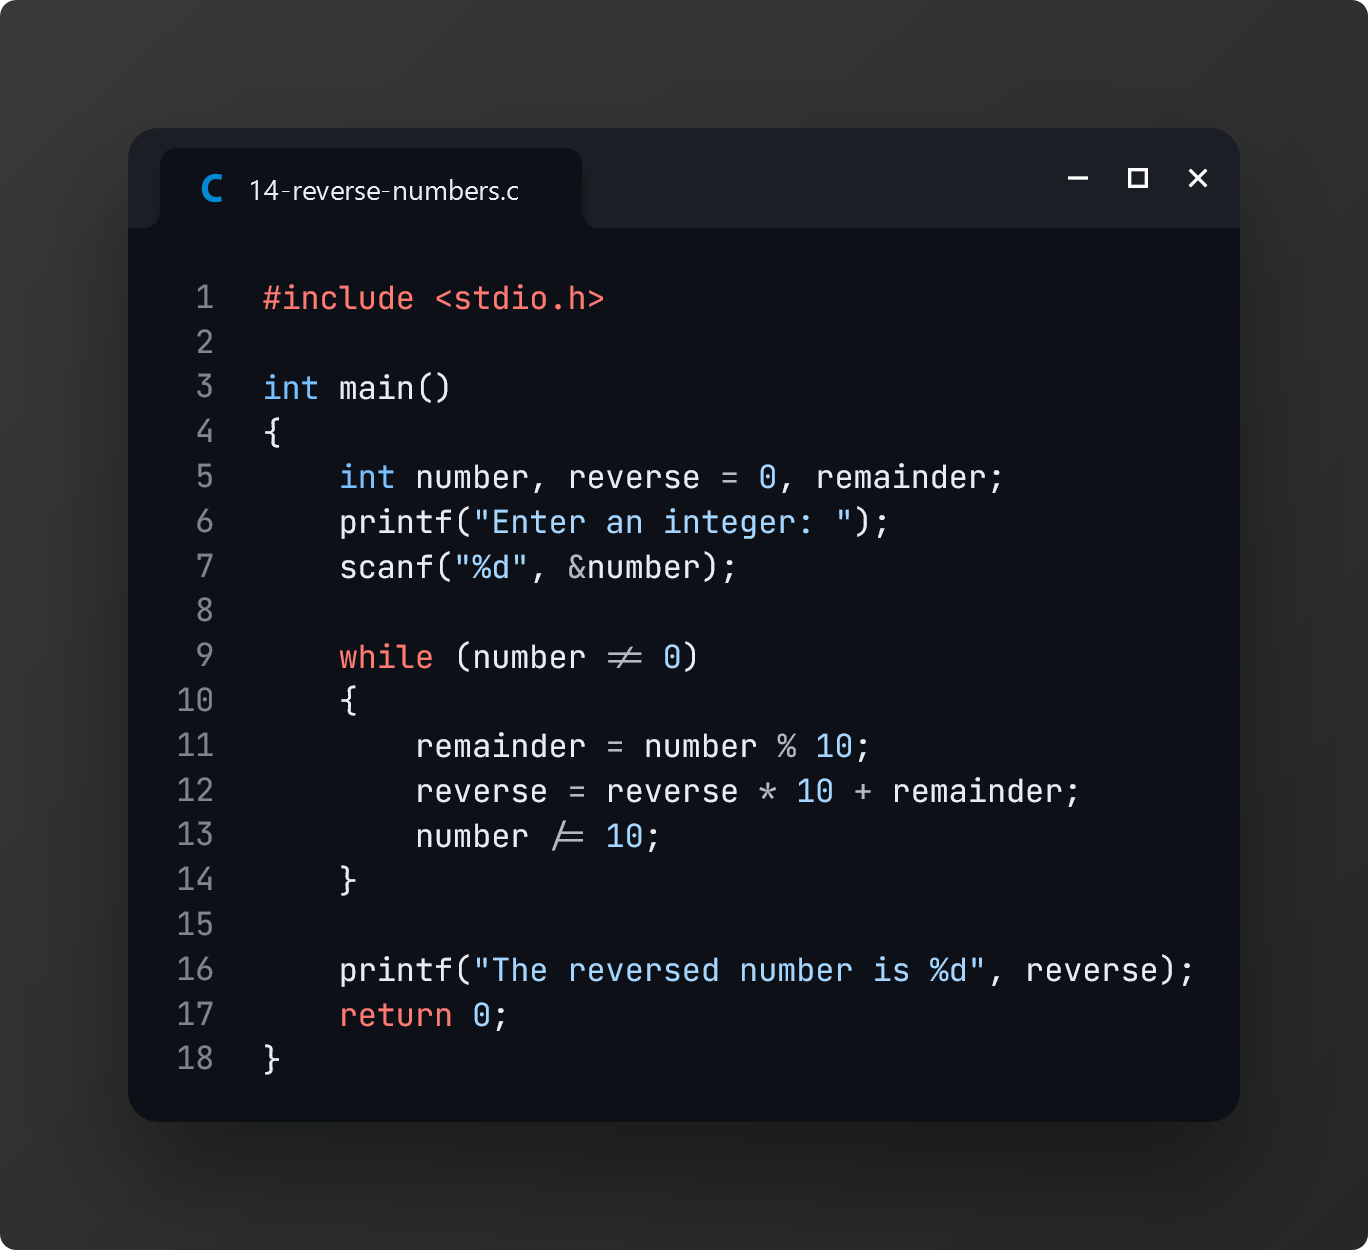 14-reverse-numbers.c
1 #include <stdio.h>
2
3 int main()
4 {
5     int number, reverse = 0, remainder;
6     printf("Enter an integer: ");
7     scanf("%d", &number);
8
9     while (number != 0)
10     {
11         remainder = number % 10;
12         reverse = reverse * 10 + remainder;
13         number /= 10;
14     }
15
16     printf("The reversed number is %d", reverse);
17     return 0;
18 }